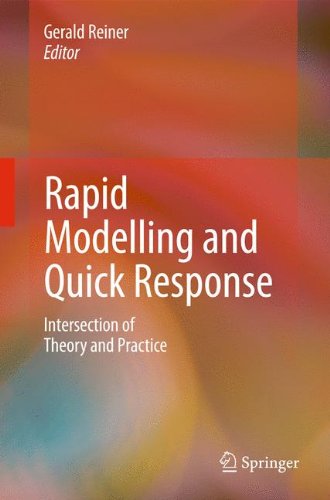 Gerald Reiner
Editor
Rapid
Modelling and
Quick Response
Intersection of
Theory and Practice
Springer